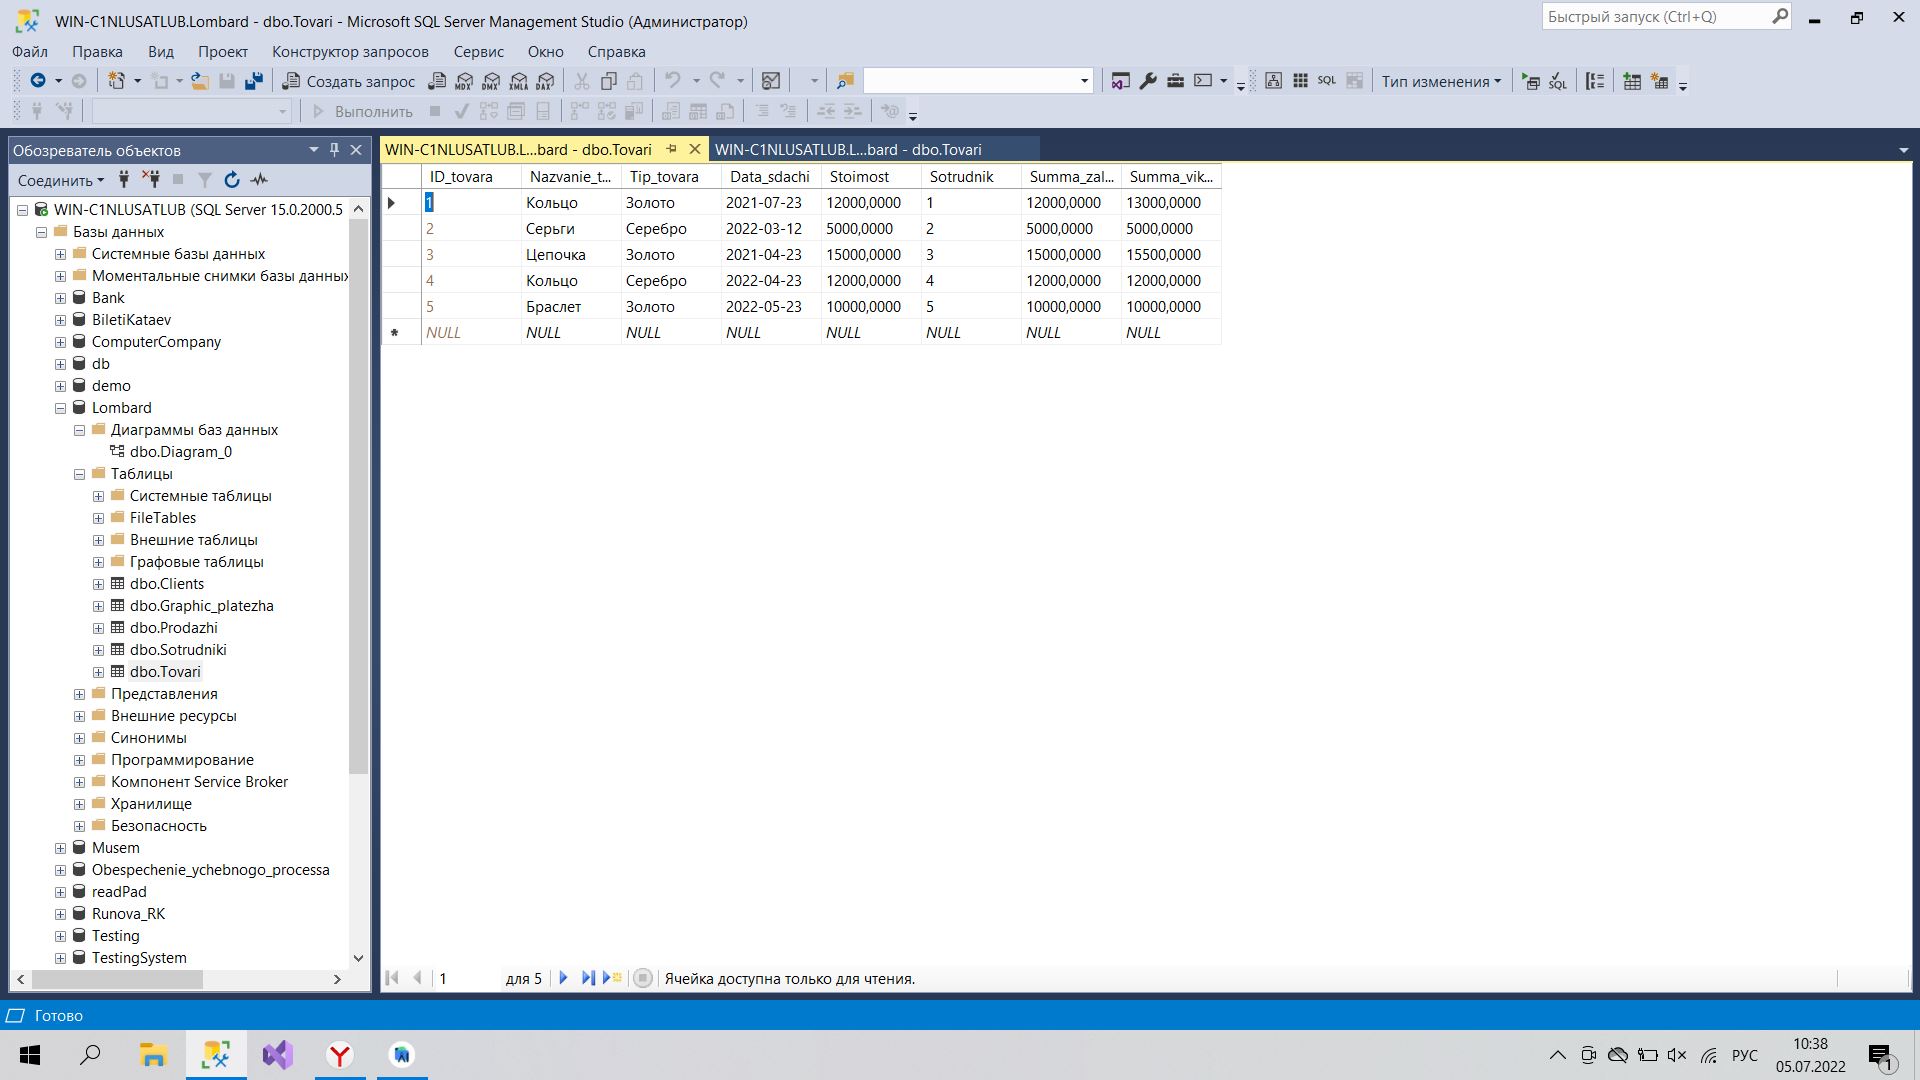 WIN-C1NLUSATLUB.Lombard - dbo.Tovari - Microsoft SQL Server Management Studio (Администратор)
Быстрый запуск (Ctrl+Q)
Файл Правка Вид Проект Конструктор запросов Сервис Окно Справка
Создать запрос MDX DMX XMLA DAX SQL Тип изменения
Выполнить
Обозреватель объектов
WIN-C1NLUSATLUB.L...bard - dbo.Tovari WIN-C1NLUSATLUB.L...bard - dbo.Tovari
Соединить
WIN-C1NLUSATLUB (SQL Server 15.0.2000.5
Базы данных
Системные базы данных
Моментальные снимки базы данных
Bank
BiletiKataev
ComputerCompany
db
demo
Lombard
Диаграммы баз данных
dbo.Diagram_0
Таблицы
Системные таблицы
FileTables
Внешние таблицы
Графовые таблицы
dbo.Clients
dbo.Graphic_platezha
dbo.Prodazhi
dbo.Sotrudniki
dbo.Tovari
Представления
Внешние ресурсы
Синонимы
Программирование
Компонент Service Broker
Хранилище
Безопасность
Musem
Obespechenie_ychebnogo_processa
readPad
Runova_RK
Testing
TestingSystem
ID_tovara Nazvanie_t... Tip_tovara Data_sdachi Stoimost Sotrudnik Summa_zal... Summa_vik...
1 Кольцо Золото 2021-07-23 12000,0000 1 12000,0000 13000,0000
2 Серьги Серебро 2022-03-12 5000,0000 2 5000,0000 5000,0000
3 Цепочка Золото 2021-04-23 15000,0000 3 15000,0000 15500,0000
4 Кольцо Серебро 2022-04-23 12000,0000 4 12000,0000 12000,0000
5 Браслет Золото 2022-05-23 10000,0000 5 10000,0000 10000,0000
* NULL NULL NULL NULL NULL NULL NULL NULL
1 для 5 Ячейка доступна только для чтения.
Готово
РУС
10:38
05.07.2022
1